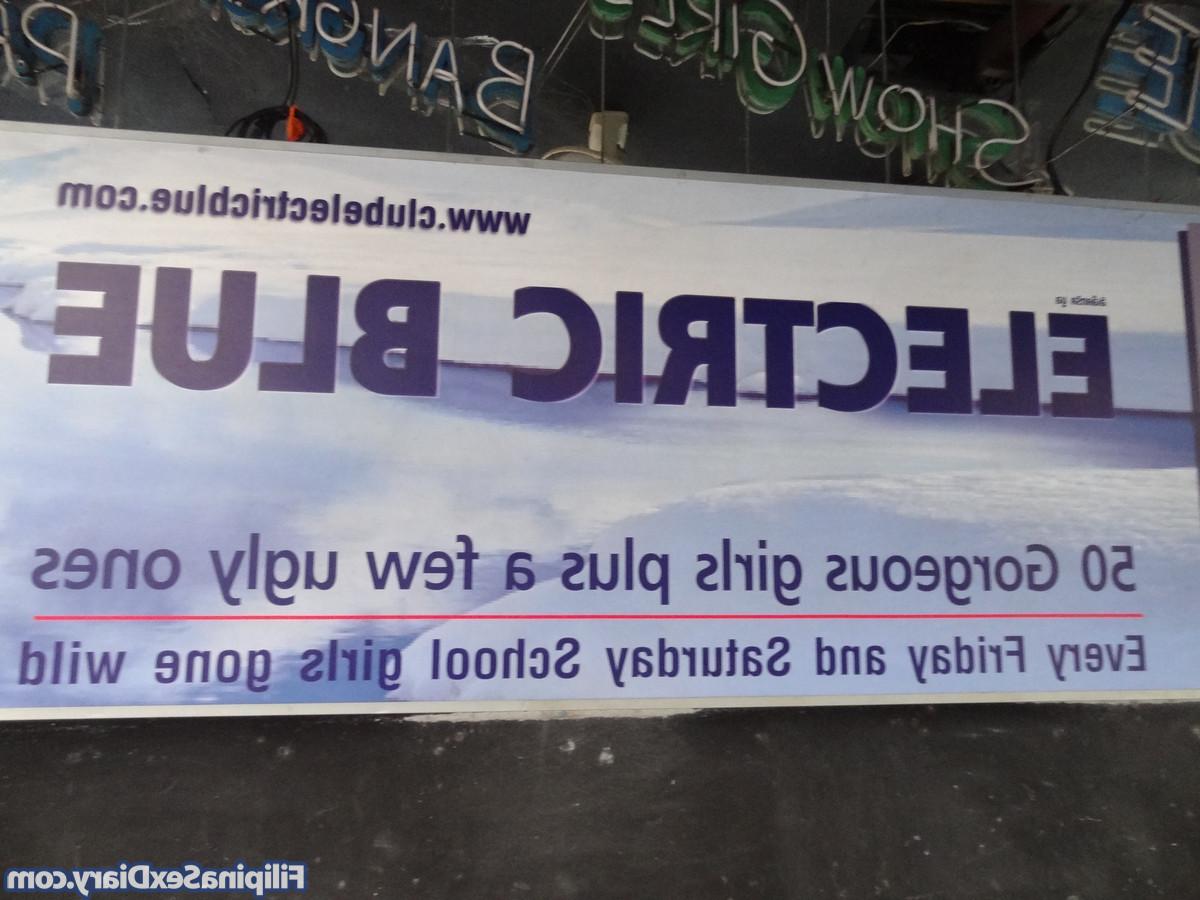 SHOW GIRLS
www.clubelectricblue.com
ELECTRIC BLUE
50 Gorgeous girls plus a few ugly ones
Every Friday and Saturday School girls gone wild
FilipinaSexDiary.com